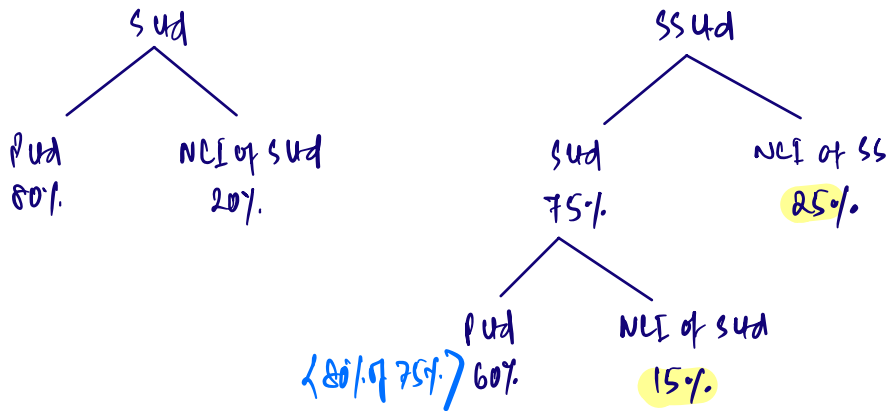 S Ltd
SS Ltd
P Ltd
NCI of S Ltd
S Ltd
NCI of SS
80%
20%
75%
25%
P Ltd
NCI of S Ltd
(80% of 75%) 60%
15%